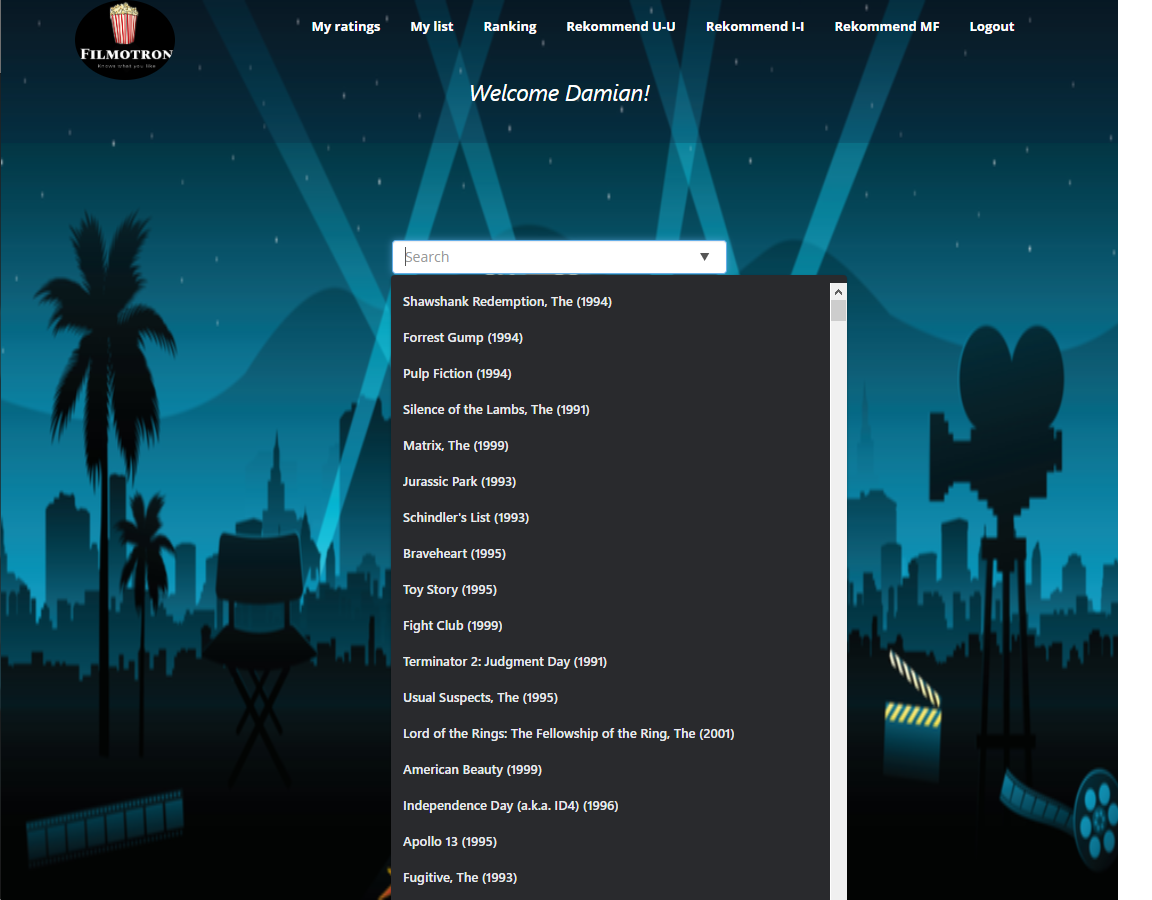 FILMOTRON
Knows what you like
My ratings
My list
Ranking
Rekommend U-U
Rekommend I-I
Rekommend MF
Logout
Welcome Damian!
Search
Shawshank Redemption, The (1994)
Forrest Gump (1994)
Pulp Fiction (1994)
Silence of the Lambs, The (1991)
Matrix, The (1999)
Jurassic Park (1993)
Schindler's List (1993)
Braveheart (1995)
Toy Story (1995)
Fight Club (1999)
Terminator 2: Judgment Day (1991)
Usual Suspects, The (1995)
Lord of the Rings: The Fellowship of the Ring, The (2001)
American Beauty (1999)
Independence Day (a.k.a. ID4) (1996)
Apollo 13 (1995)
Fugitive, The (1993)